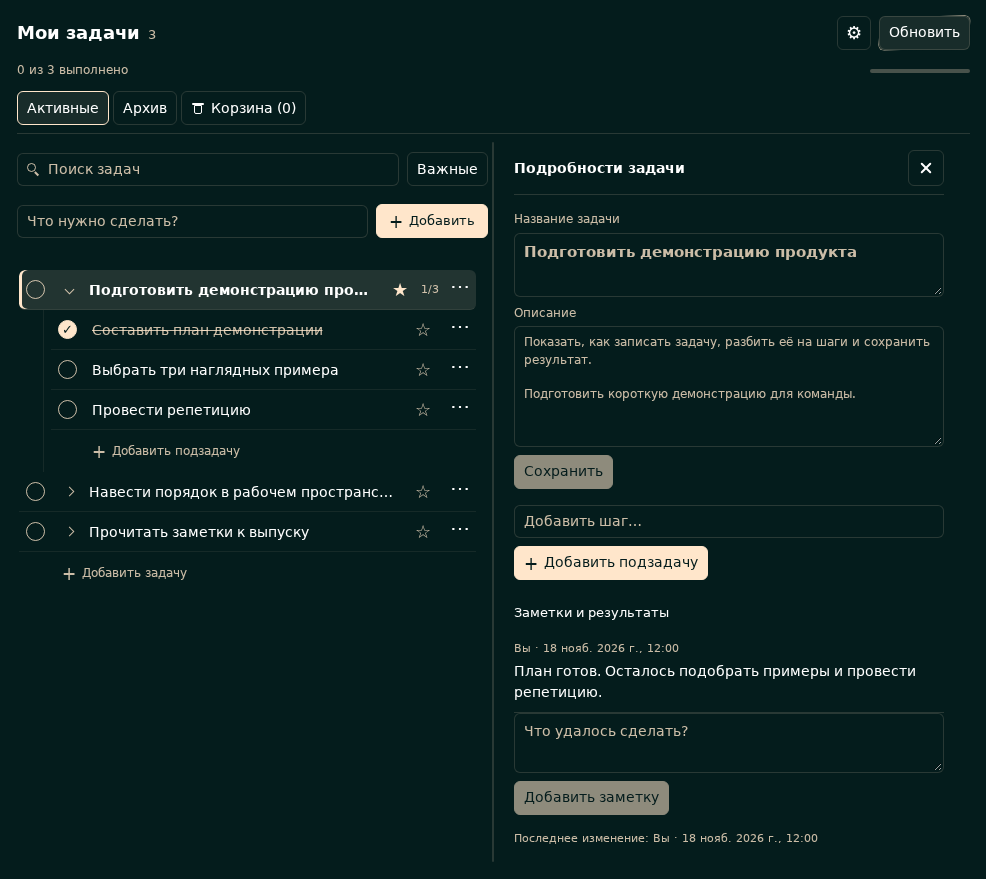 Мои задачи 3
Обновить
0 из 3 выполнено
Активные
Архив
Корзина (0)
Поиск задач
Важные
Что нужно сделать?
+ Добавить
Подготовить демонстрацию про...
1/3
Составить план демонстрации
Выбрать три наглядных примера
Провести репетицию
+ Добавить подзадачу
Навести порядок в рабочем пространс...
Прочитать заметки к выпуску
+ Добавить задачу
Подробности задачи
Название задачи
Подготовить демонстрацию продукта
Описание
Показать, как записать задачу, разбить её на шаги и сохранить
результат.
Подготовить короткую демонстрацию для команды.
Сохранить
Добавить шаг...
+ Добавить подзадачу
Заметки и результаты
Вы · 18 нояб. 2026 г., 12:00
План готов. Осталось подобрать примеры и провести
репетицию.
Что удалось сделать?
Добавить заметку
Последнее изменение: Вы · 18 нояб. 2026 г., 12:00